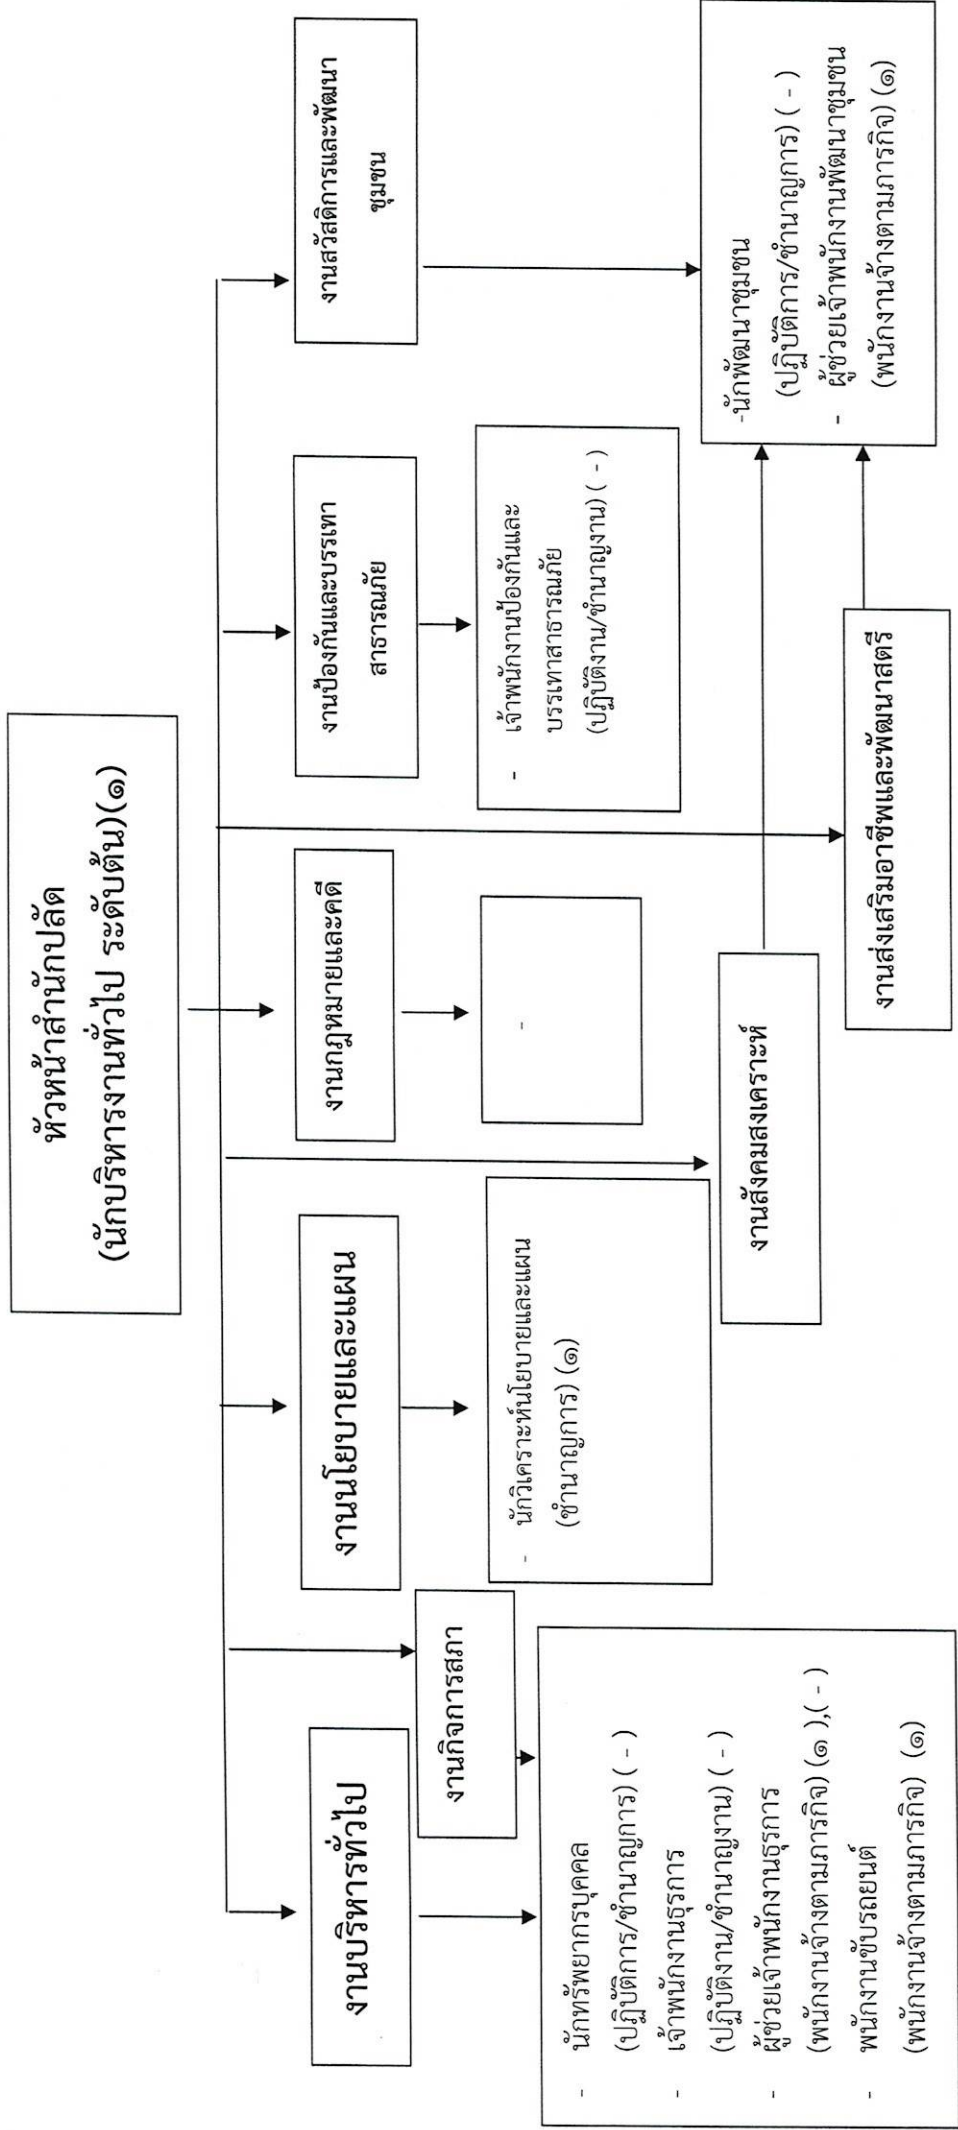 หัวหน้าสำนักปลัด
(นักบริหารงานทั่วไป ระดับต้น)(๑)
งานบริหารทั่วไป
งานกิจการสภา
งานนโยบายและแผน
งานกฎหมายและคดี
งานป้องกันและบรรเทา
สาธารณภัย
งานสวัสดิการและพัฒนา
ชุมชน
- นักทรัพยากรบุคคล
(ปฏิบัติการ/ชำนาญการ) ( - )
- เจ้าพนักงานธุรการ
(ปฏิบัติงาน/ชำนาญงาน) ( - )
- ผู้ช่วยเจ้าพนักงานธุรการ
(พนักงานจ้างตามภารกิจ) (๑ ),( - )
- พนักงานขับรถยนต์
(พนักงานจ้างตามภารกิจ) (๑)
- นักวิเคราะห์นโยบายและแผน
(ชำนาญการ) (๑)
-
- เจ้าพนักงานป้องกันและ
บรรเทาสาธารณภัย
(ปฏิบัติงาน/ชำนาญงาน) ( - )
งานสังคมสงเคราะห์
งานส่งเสริมอาชีพและพัฒนาสตรี
-นักพัฒนาชุมชน
(ปฏิบัติการ/ชำนาญการ) ( - )
- ผู้ช่วยเจ้าพนักงานพัฒนาชุมชน
(พนักงานจ้างตามภารกิจ) (๑)